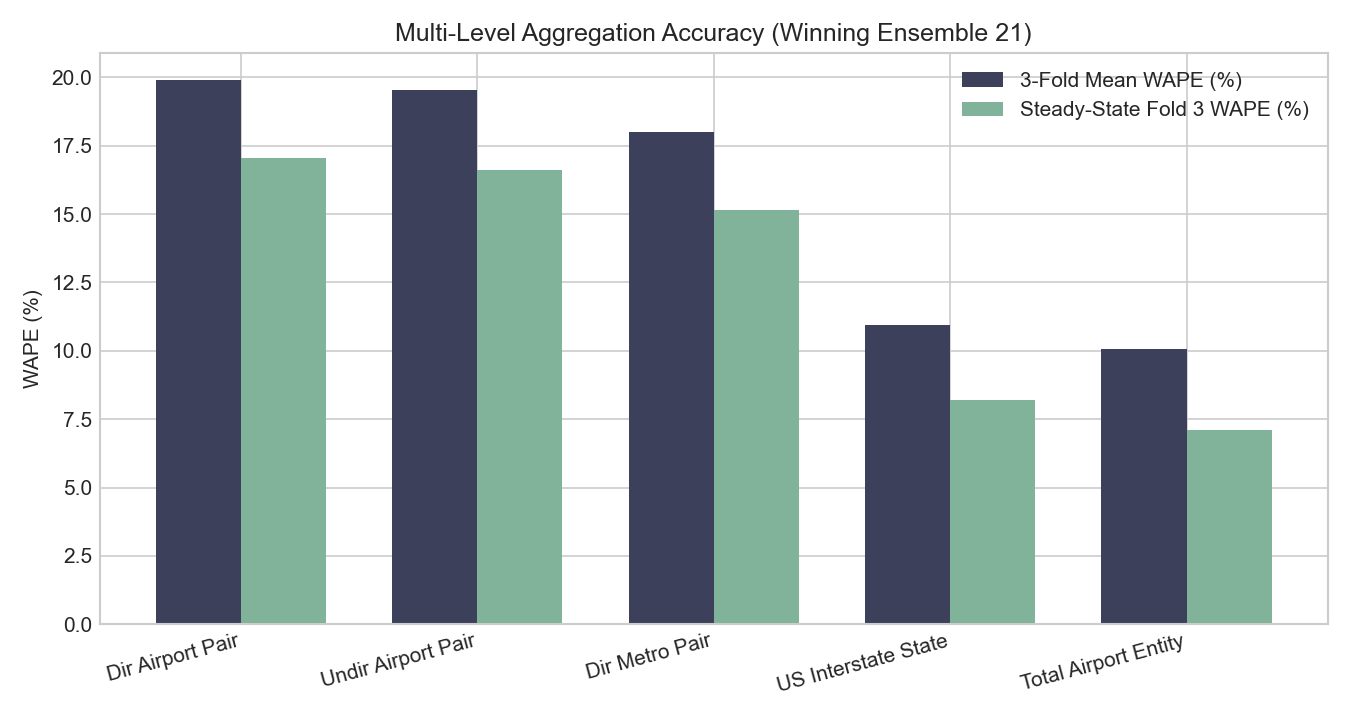 Multi-Level Aggregation Accuracy (Winning Ensemble 21)
3-Fold Mean WAPE (%)
Steady-State Fold 3 WAPE (%)
WAPE (%)
20.0
17.5
15.0
12.5
10.0
7.5
5.0
2.5
0.0
Dir Airport Pair
Undir Airport Pair
Dir Metro Pair
US Interstate State
Total Airport Entity